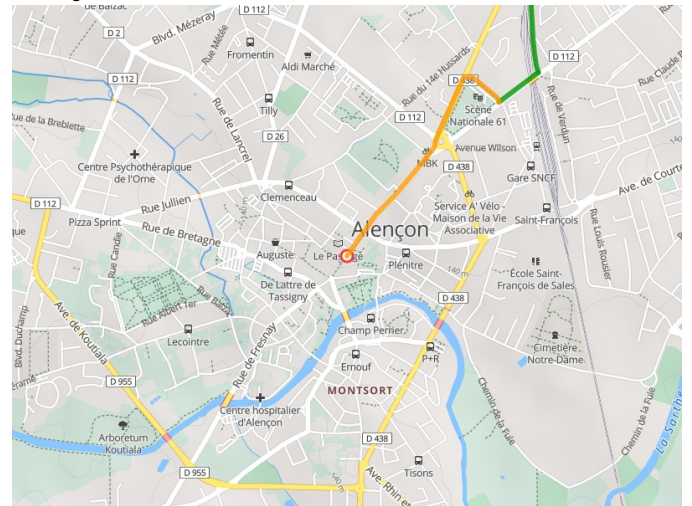 de Balzac
D 112
Blvd. Mézeray
D 2
Rue Métée
Fromentin
Aldi Marché
D 112
Rue du 14e Hussards
D 438
Rue Claude B
D 112
Tilly
Rue de Lancrel
Scène
Nationale 61
Rue de Verdun
Rue de la Brebiette
D 26
D 112
Centre Psychothérapique
de l'Orne
Avenue Wilson
MBK
D 438
Gare SNCF
Ave. de Courte
Clemenceau
140 m
Rue Jullien
D 112
Pizza Sprint
Service A' Vélo
Maison de la Vie
Associative
Saint-François
Rue de Bretagne
Alençon
Rue Candie
Auguste
Le Passage
Plénitre
Rue Louis Rousier
140 m
École Saint-
François de Sales
De Lattre de
Tassigny
Rue Balzac
Rue Albert 1er
D 438
Ave. de Koutiala
Champ Perrier
Blvd. Duchamp
Lecointre
Rue de Fresnay
P+R
Cimetière
Notre-Dame
Ernouf
D 955
MONTSORT
Chemin de la Fuie
Chemin de la Fuie
La Sarthe
Centre hospitalier
d'Alençon
Arboretum
Koutiala
D 438
D 955
Tisons
140 m
Ave. Rhin et